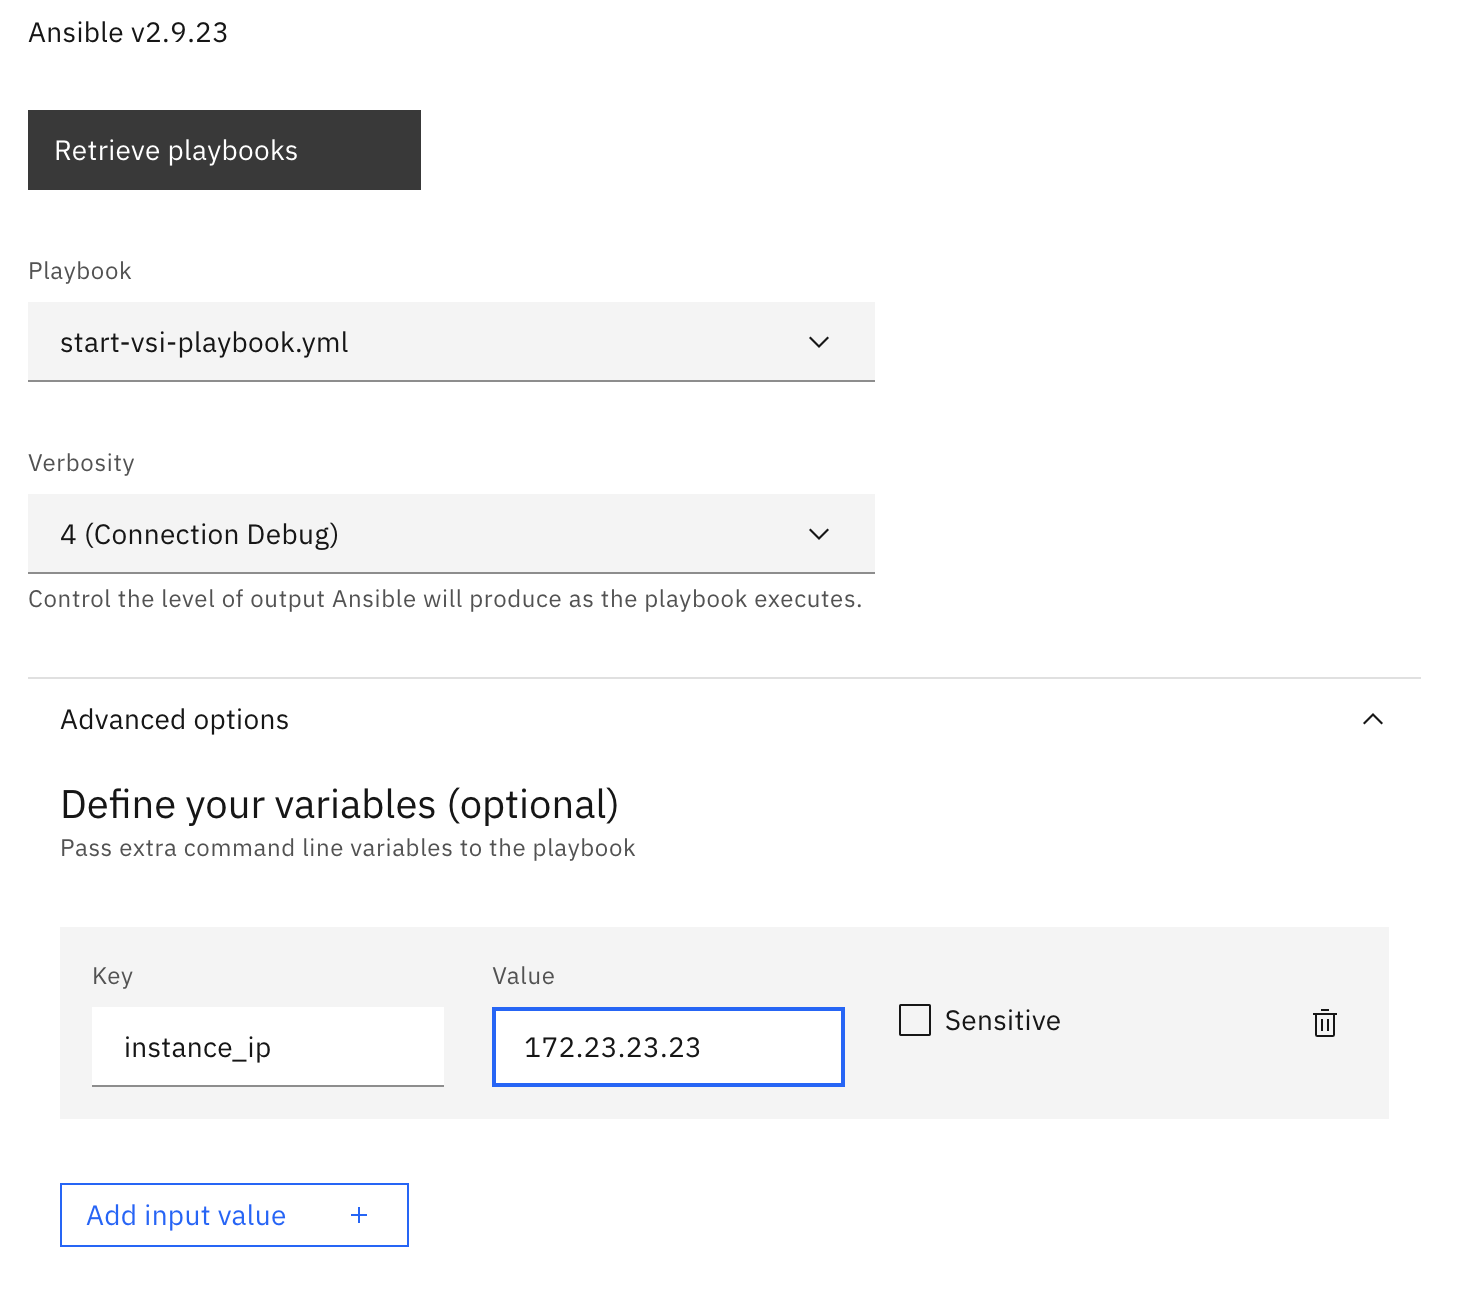 Ansible v2.9.23
Retrieve playbooks
Playbook
start-vsi-playbook.yml
Verbosity
4 (Connection Debug)
Control the level of output Ansible will produce as the playbook executes.
Advanced options
Define your variables (optional)
Pass extra command line variables to the playbook
Key
Value
instance_ip
172.23.23.23
Sensitive
Add input value +